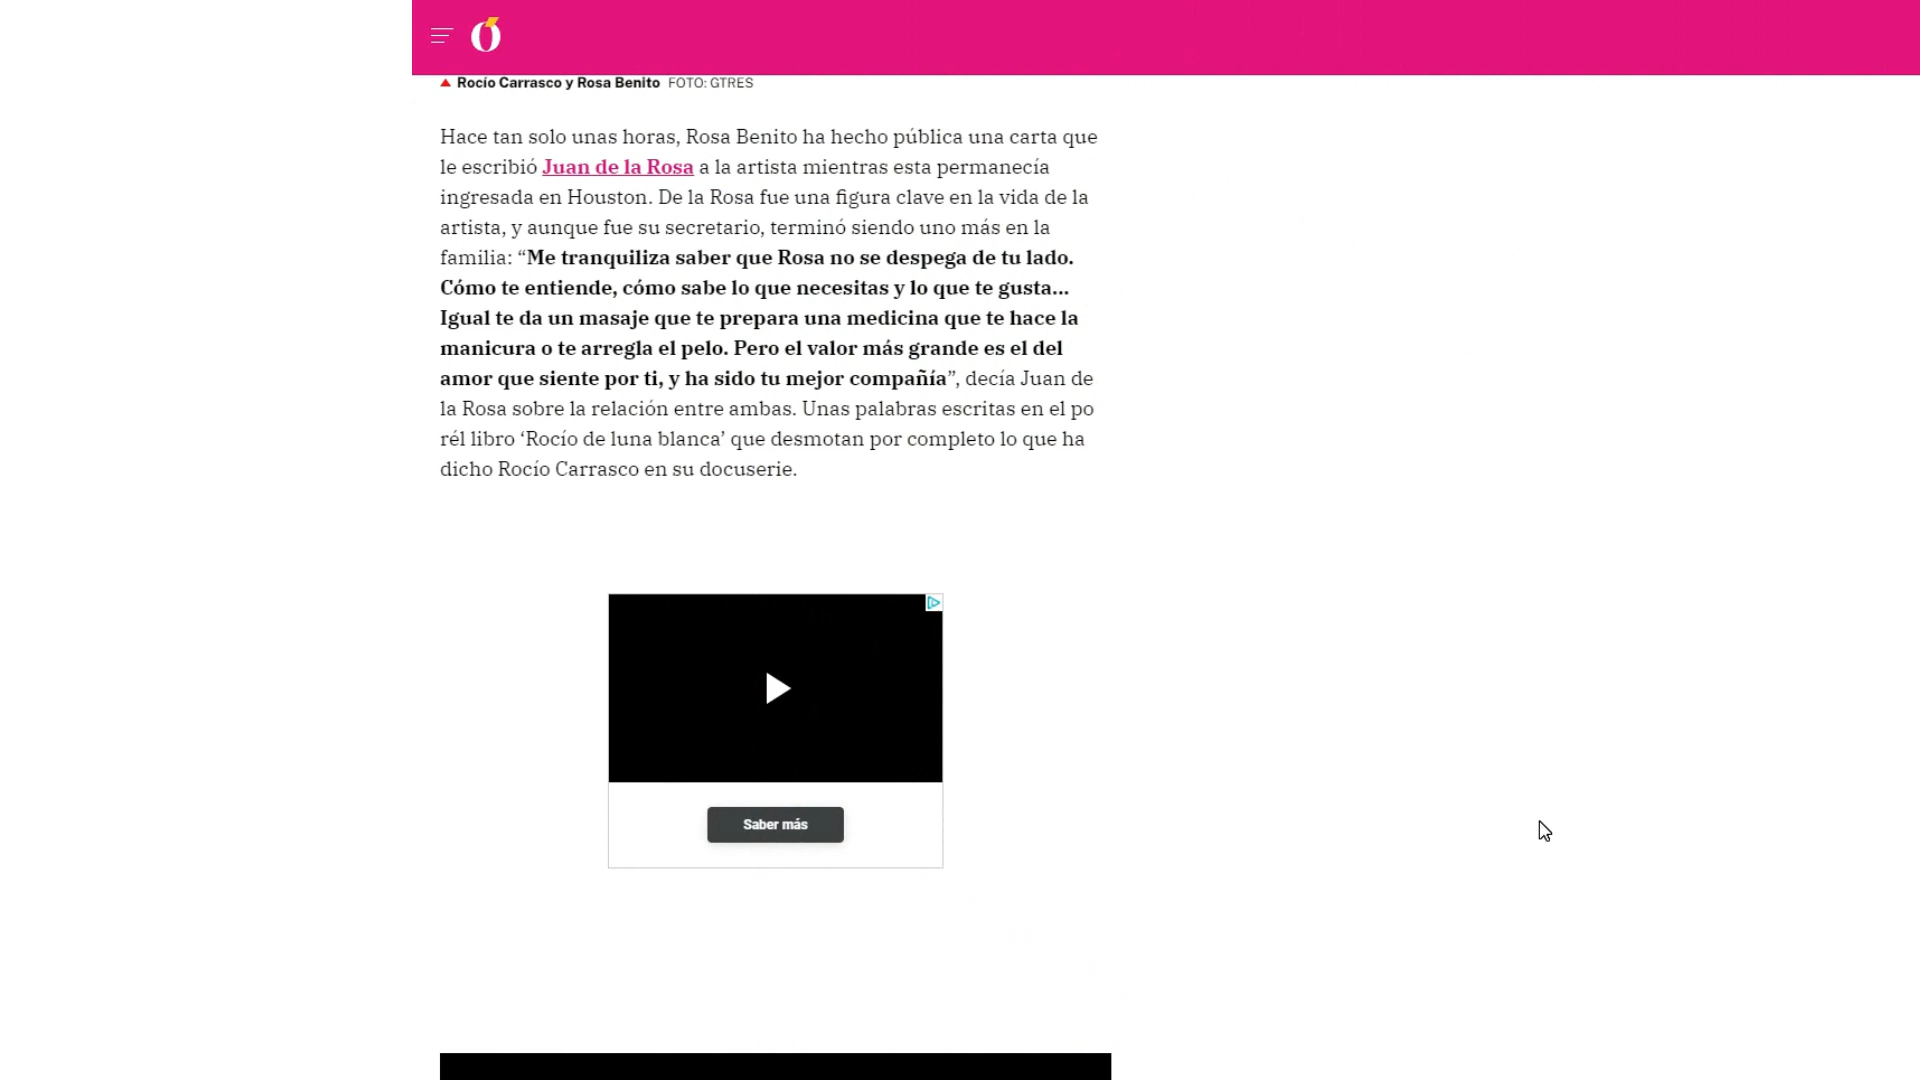 Ó
Rocío Carrasco y Rosa Benito FOTO: GTRES
Hace tan solo unas horas, Rosa Benito ha hecho pública una carta que
le escribió Juan de la Rosa a la artista mientras esta permanecía
ingresada en Houston. De la Rosa fue una figura clave en la vida de la
artista, y aunque fue su secretario, terminó siendo uno más en la
familia: “Me tranquiliza saber que Rosa no se despega de tu lado.
Cómo te entiende, cómo sabe lo que necesitas y lo que te gusta...
Igual te da un masaje que te prepara una medicina que te hace la
manicura o te arregla el pelo. Pero el valor más grande es el del
amor que siente por ti, y ha sido tu mejor compañía”, decía Juan de
la Rosa sobre la relación entre ambas. Unas palabras escritas en el po
rél libro ‘Rocío de luna blanca’ que desmotan por completo lo que ha
dicho Rocío Carrasco en su docuserie.
Saber más